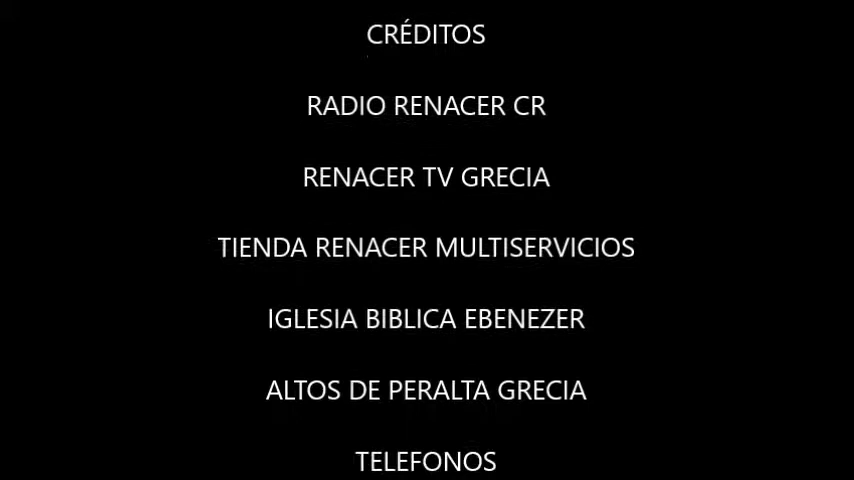 CRÉDITOS
RADIO RENACER CR
RENACER TV GRECIA
TIENDA RENACER MULTISERVICIOS
IGLESIA BIBLICA EBENEZER
ALTOS DE PERALTA GRECIA
TELEFONOS